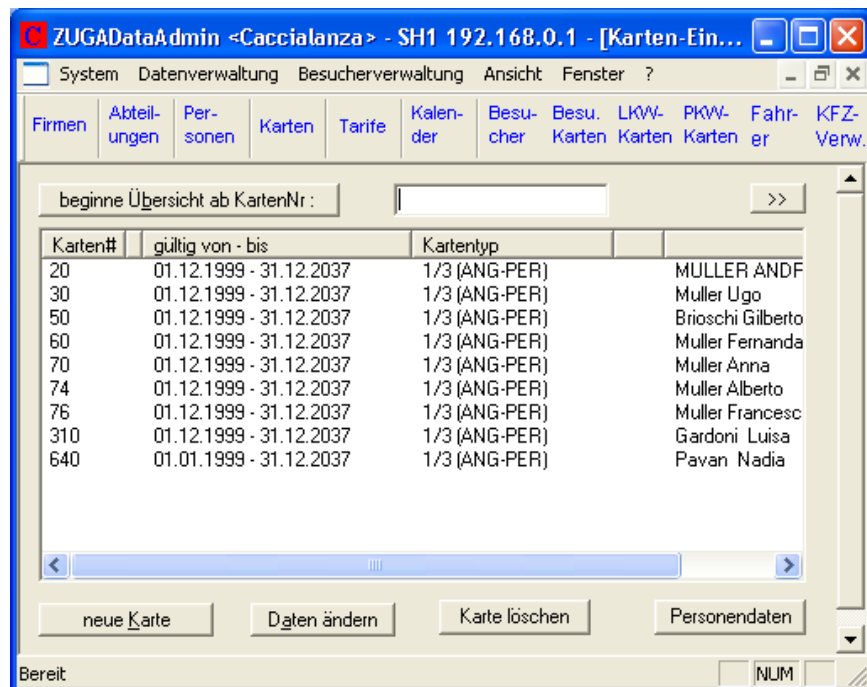 C ZUGADataAdmin <Caccialanza> - SH1 192.168.0.1 - [Karten-Ein...
System Datenverwaltung Besucherverwaltung Ansicht Fenster ?
Firmen Abteil-ungen Per-sonen Karten Tarife Kalen-der Besu-cher Besu. Karten LKW-Karten PKW-Karten Fahr-er KFZ-Verw.
beginne Übersicht ab KartenNr : >>
Karten# gültig von - bis Kartentyp
20 01.12.1999 - 31.12.2037 1/3 (ANG-PER) MULLER ANDF
30 01.12.1999 - 31.12.2037 1/3 (ANG-PER) Muller Ugo
50 01.12.1999 - 31.12.2037 1/3 (ANG-PER) Brioschi Gilberto
60 01.12.1999 - 31.12.2037 1/3 (ANG-PER) Muller Fernanda
70 01.12.1999 - 31.12.2037 1/3 (ANG-PER) Muller Anna
74 01.12.1999 - 31.12.2037 1/3 (ANG-PER) Muller Alberto
76 01.12.1999 - 31.12.2037 1/3 (ANG-PER) Muller Francesc
310 01.12.1999 - 31.12.2037 1/3 (ANG-PER) Gardoni Luisa
640 01.01.1999 - 31.12.2037 1/3 (ANG-PER) Pavan Nadia
neue Karte Daten ändern Karte löschen Personendaten
Bereit NUM